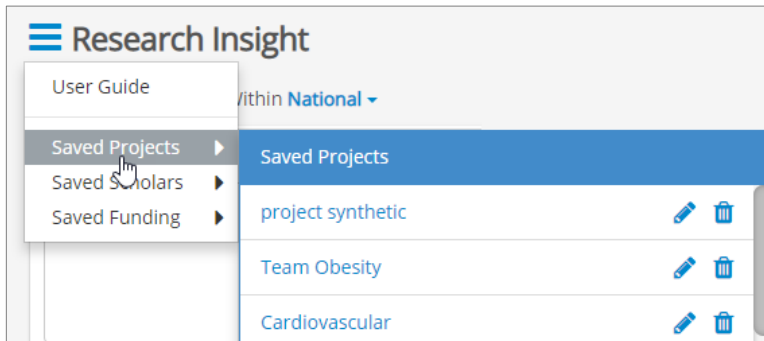 Research Insight
User Guide
Within National
Saved Projects
Saved Scholars
Saved Funding
Saved Projects
project synthetic
Team Obesity
Cardiovascular